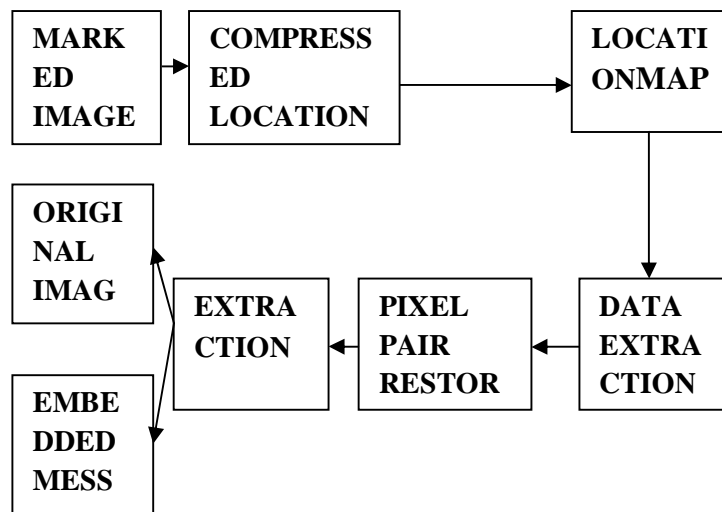 MARK
ED
IMAGE
COMPRESS
ED
LOCATION
LOCATI
ONMAP
ORIGI
NAL
IMAG
EXTRA
CTION
PIXEL
PAIR
RESTOR
DATA
EXTRA
CTION
EMBE
DDED
MESS